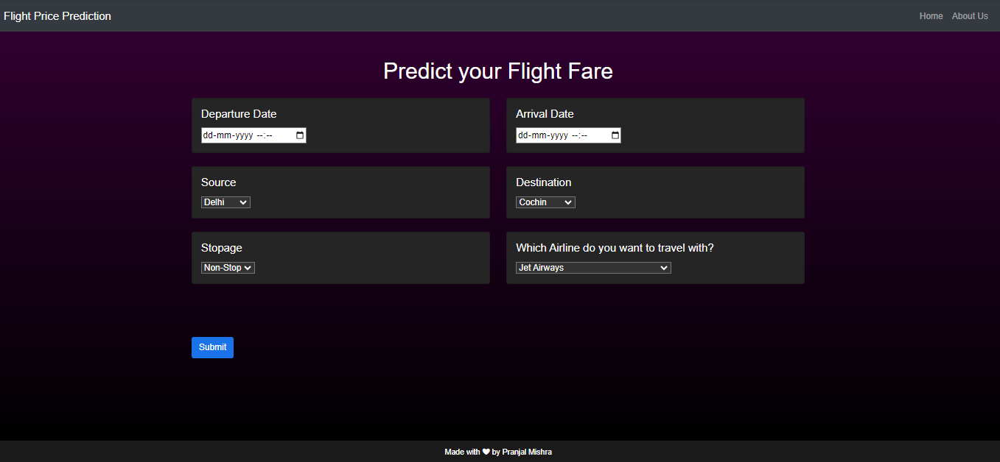 Flight Price Prediction
Home About Us
Predict your Flight Fare
Departure Date
dd-mm-yyyy --:--
Arrival Date
dd-mm-yyyy --:--
Source
Delhi
Destination
Cochin
Stopage
Non-Stop
Which Airline do you want to travel with?
Jet Airways
Submit
Made with ❤ by Pranjal Mishra